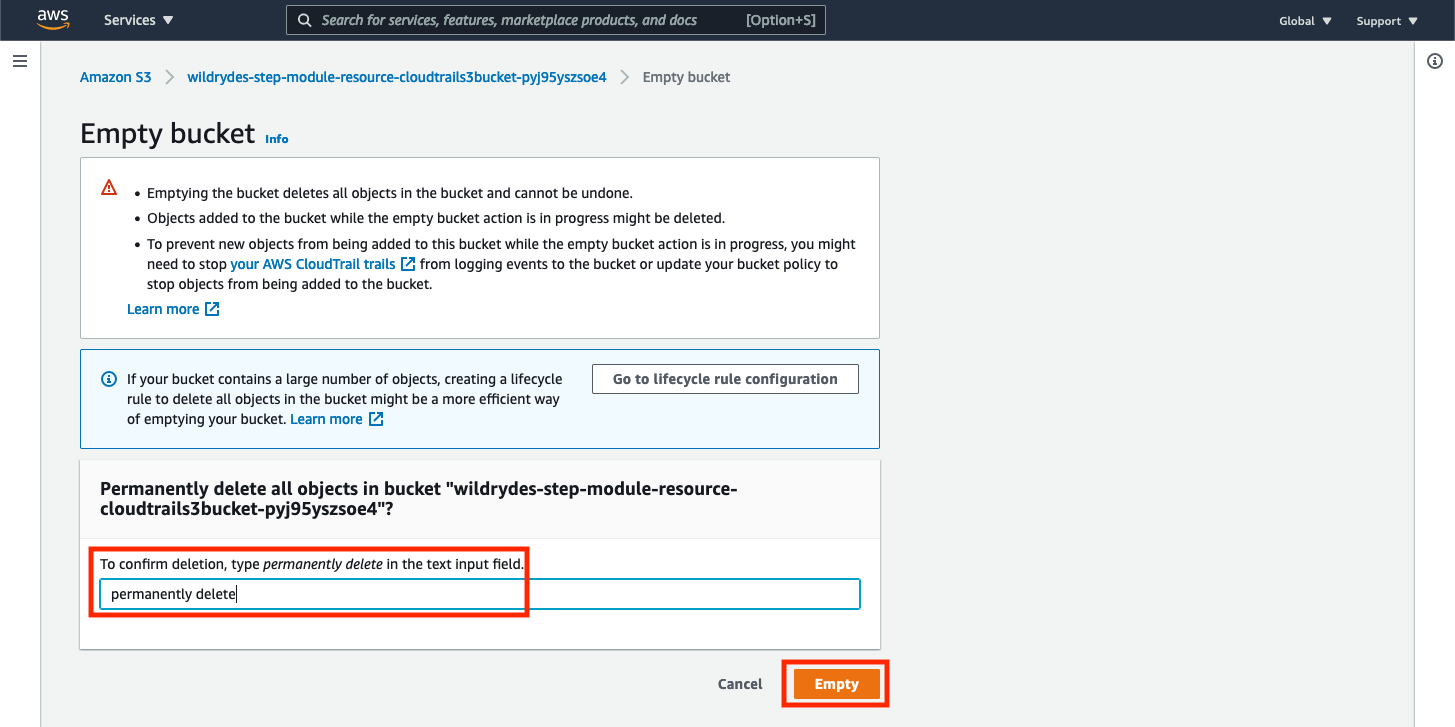 aws Services ▼ Search for services, features, marketplace products, and docs [Option+S] Global ▼ Support ▼
Amazon S3 > wildrydes-step-module-resource-cloudtrails3bucket-pyj95yszsoe4 > Empty bucket
Empty bucket Info
• Emptying the bucket deletes all objects in the bucket and cannot be undone.
• Objects added to the bucket while the empty bucket action is in progress might be deleted.
• To prevent new objects from being added to this bucket while the empty bucket action is in progress, you might
need to stop your AWS CloudTrail trails from logging events to the bucket or update your bucket policy to
stop objects from being added to the bucket.
Learn more
If your bucket contains a large number of objects, creating a lifecycle
rule to delete all objects in the bucket might be a more efficient way
of emptying your bucket. Learn more
Go to lifecycle rule configuration
Permanently delete all objects in bucket "wildrydes-step-module-resource-
cloudtrails3bucket-pyj95yszsoe4"?
To confirm deletion, type permanently delete in the text input field.
permanently delete
Cancel Empty